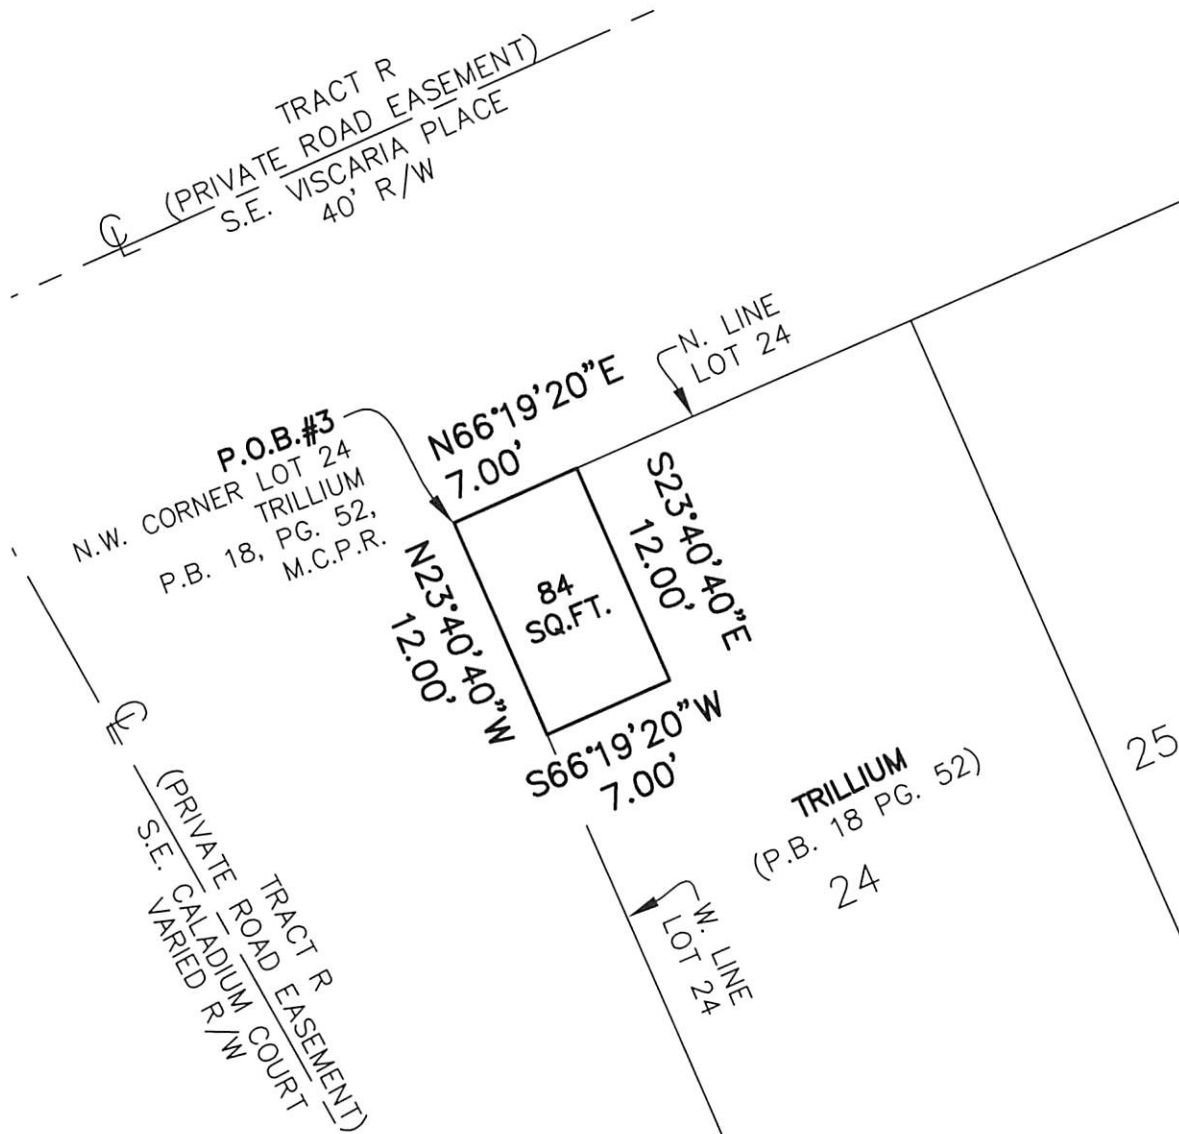 TRACT R
(PRIVATE ROAD EASEMENT)
S.E. VISCARIA PLACE
40' R/W
℄
N. LINE
LOT 24
P.O.B.#3
N.W. CORNER LOT 24
TRILLIUM
P.B. 18, PG. 52,
M.C.P.R.
N66°19'20"E
7.00'
S23°40'40"E
12.00'
N23°40'40"W
12.00'
84
SQ.FT.
S66°19'20"W
7.00'
TRILLIUM
(P.B. 18 PG. 52)
24
25
W. LINE
LOT 24
℄
TRACT R
(PRIVATE ROAD EASEMENT)
S.E. CALADIUM COURT
VARIED R/W